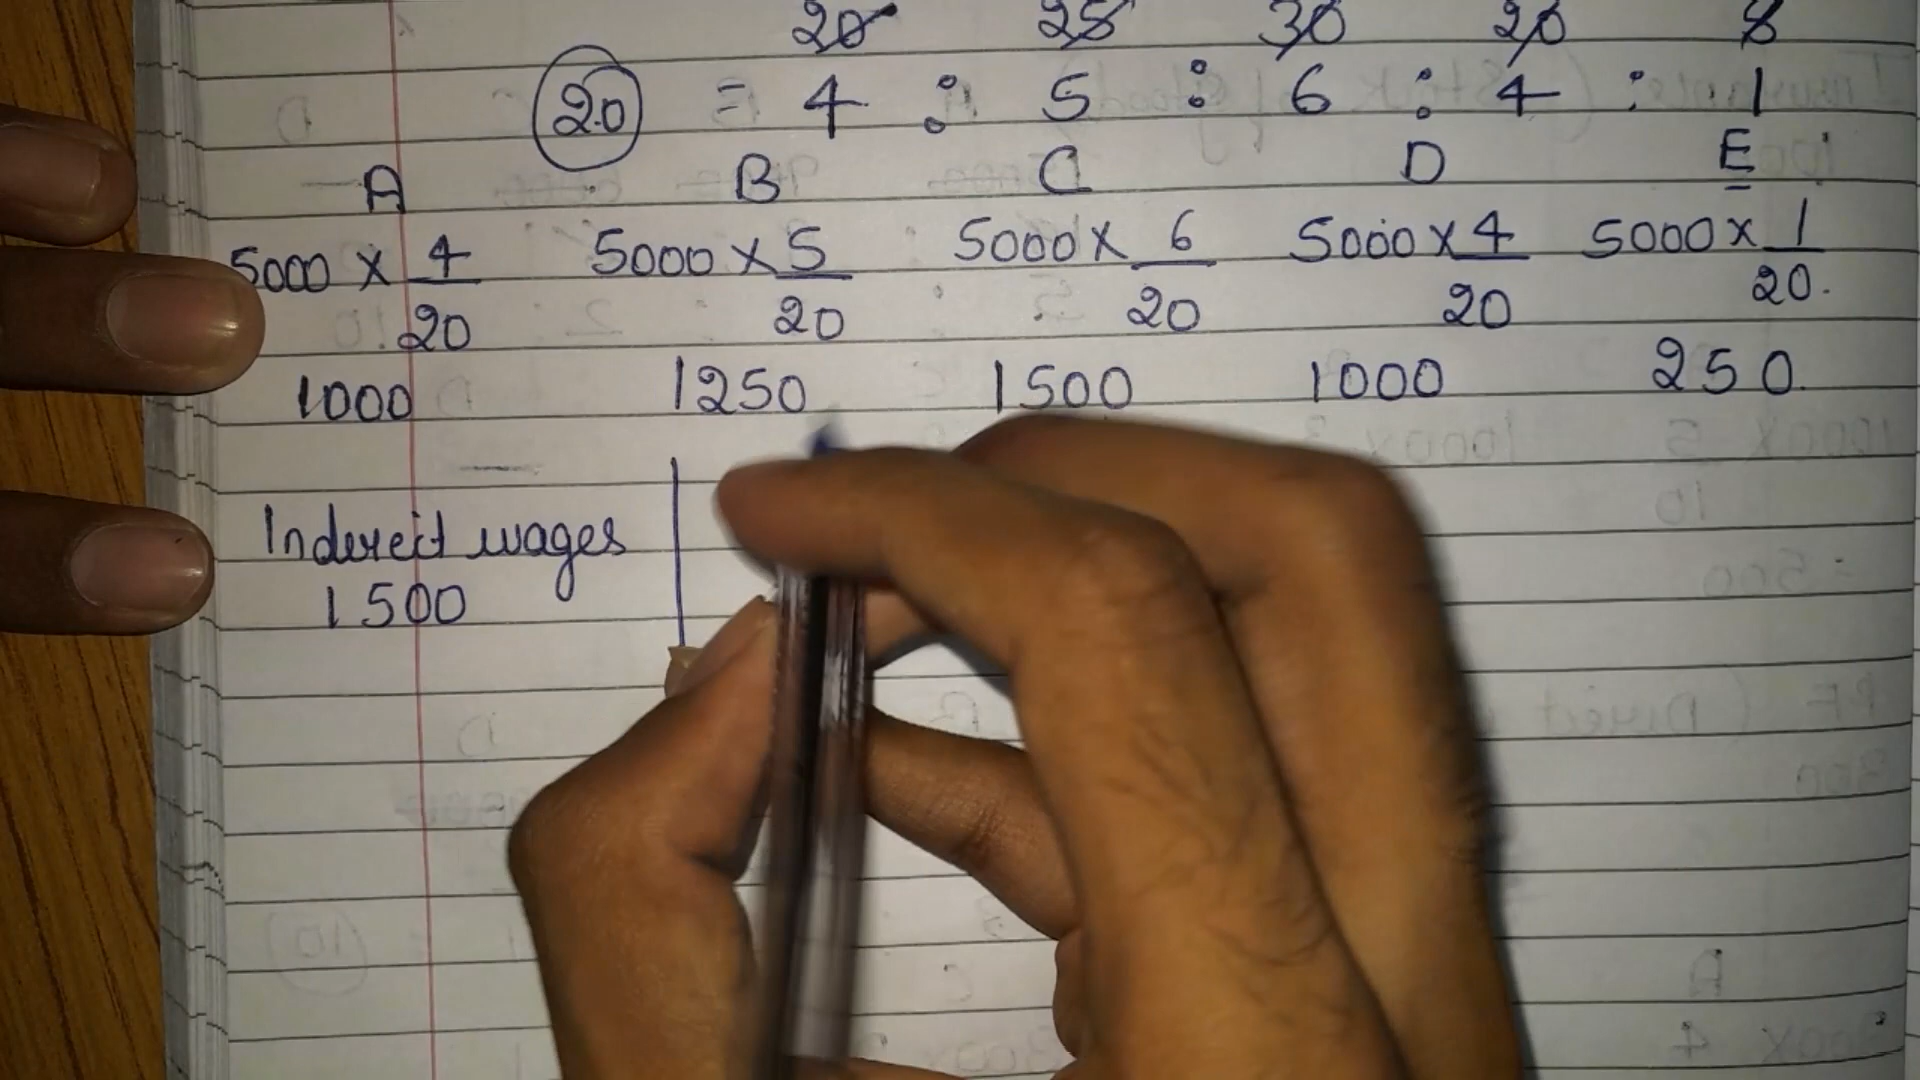 20 25 30 20 5
20 = 4 : 5 : 6 : 4 : 1
A B C D E
5000 x 4/20 5000 x 5/20 5000 x 6/20 5000 x 4/20 5000 x 1/20.
1000 1250 1500 1000 250.
Inderect wages
1500